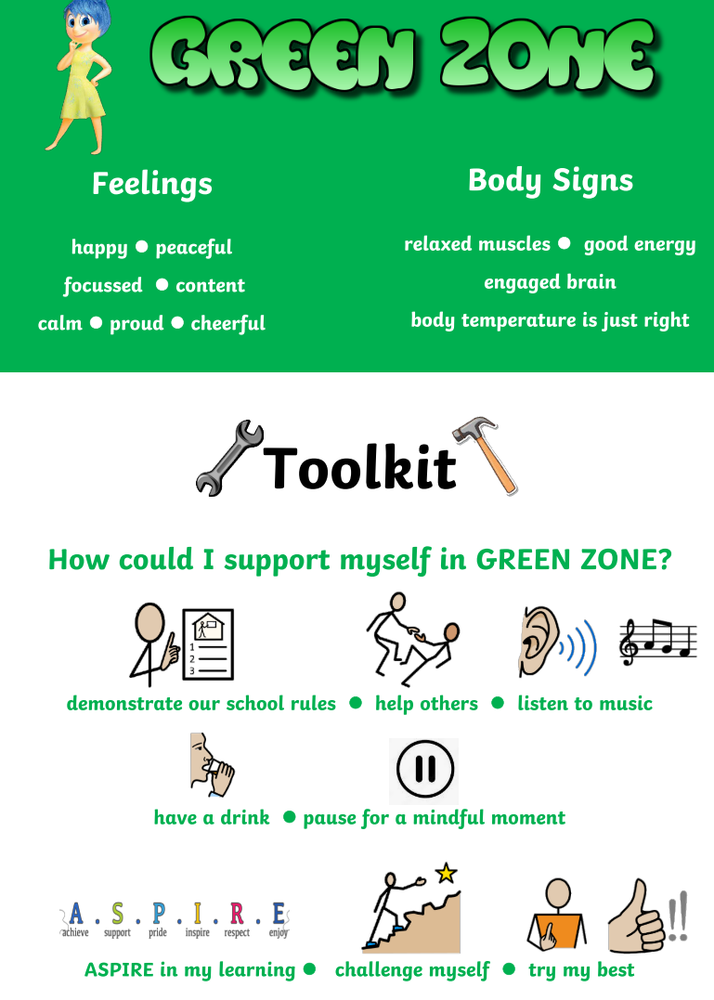 GREEN ZONE
Feelings
happy ● peaceful
focussed ● content
calm ● proud ● cheerful
Body Signs
relaxed muscles ● good energy
engaged brain
body temperature is just right
Toolkit
How could I support myself in GREEN ZONE?
1
2
3
demonstrate our school rules ● help others ● listen to music
have a drink ● pause for a mindful moment
A . S . P . I . R . E
achieve support pride inspire respect enjoy
!!
ASPIRE in my learning ● challenge myself ● try my best